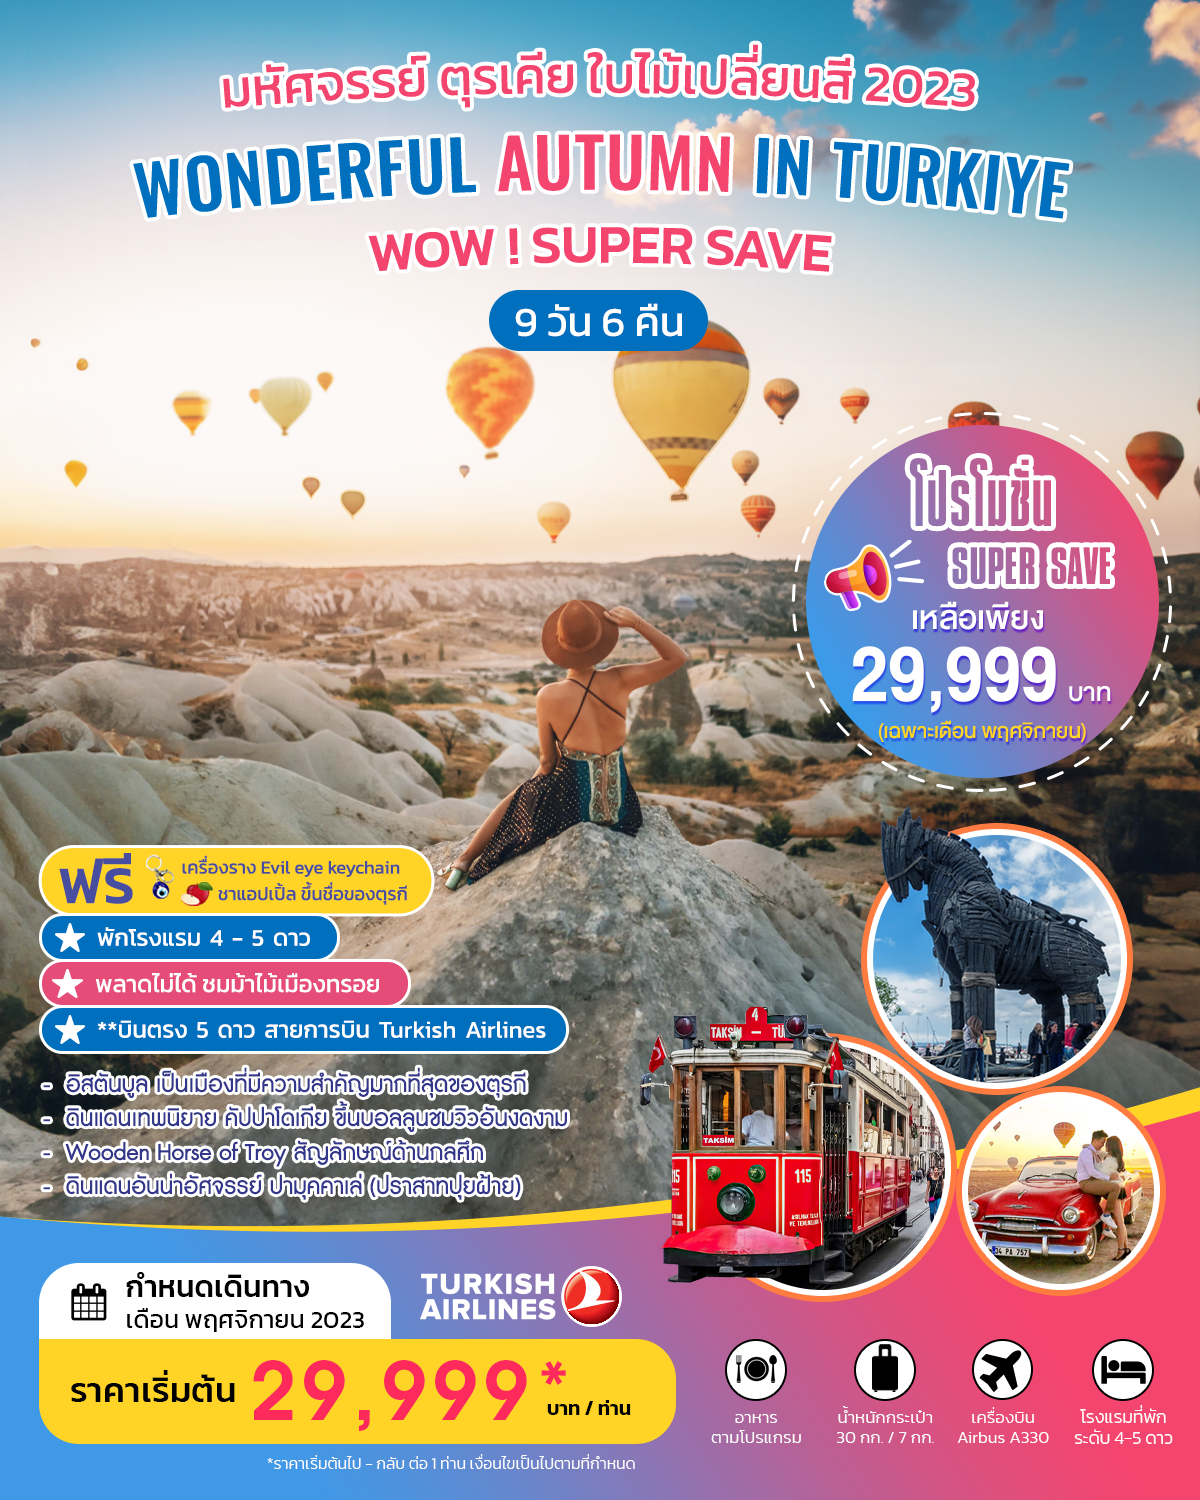 มหัศจรรย์ ตุรเคีย ใบไม้เปลี่ยนสี 2023
WONDERFUL AUTUMN IN TURKIYE
WOW ! SUPER SAVE
9 วัน 6 คืน
โปรโมชั่น
SUPER SAVE
เหลือเพียง
29,999 บาท
(เฉพาะเดือน พฤศจิกายน)
ฟรี
เครื่องราง Evil eye keychain
ชาแอปเปิ้ล ขึ้นชื่อของตุรกี
พักโรงแรม 4 - 5 ดาว
พลาดไม่ได้ ชมม้าไม้เมืองทรอย
**บินตรง 5 ดาว สายการบิน Turkish Airlines
- อิสตันบูล เป็นเมืองที่มีความสำคัญมากที่สุดของตุรกี
- ดินแดนเทพนิยาย คัปปาโดเกีย ขึ้นบอลลูนชมวิวอันงดงาม
- Wooden Horse of Troy สัญลักษณ์ด้านกลศึก
- ดินแดนอันน่าอัศจรรย์ ปามุคคาเล่ (ปราสาทปุยฝ้าย)
4
TAKSİM — TÜ
TAKSİM
115
115
34 PA 757
กำหนดเดินทาง
เดือน พฤศจิกายน 2023
TURKISH
AIRLINES
ราคาเริ่มต้น 29,999*
บาท / ท่าน
*ราคาเริ่มต้นไป - กลับ ต่อ 1 ท่าน เงื่อนไขเป็นไปตามที่กำหนด
อาหาร
ตามโปรแกรม
น้ำหนักกระเป๋า
30 กก. / 7 กก.
เครื่องบิน
Airbus A330
โรงแรมที่พัก
ระดับ 4-5 ดาว